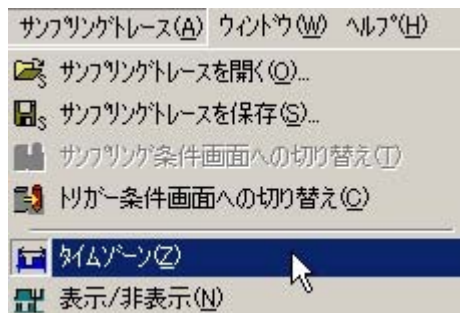 サンプリングトレース(A) ウィンドウ(W) ヘルプ(H)
サンプリングトレースを開く(O)...
サンプリングトレースを保存(S)...
サンプリング条件画面への切り替え(T)
トリガー条件画面への切り替え(C)
タイムゾーン(Z)
表示/非表示(N)